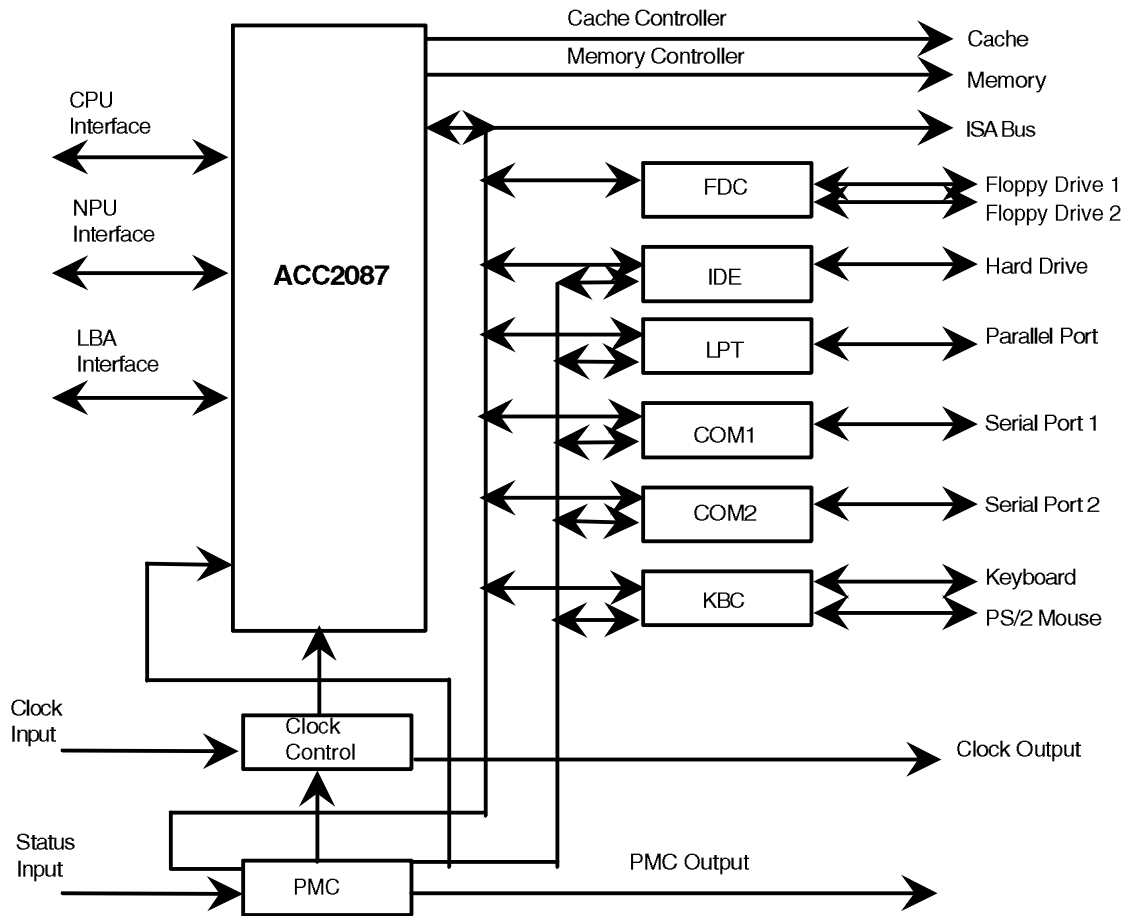 Cache Controller
Cache
Memory Controller
Memory
CPU
Interface
ISA Bus
FDC
Floppy Drive 1
Floppy Drive 2
NPU
Interface
ACC2087
IDE
Hard Drive
LBA
Interface
LPT
Parallel Port
COM1
Serial Port 1
COM2
Serial Port 2
KBC
Keyboard
PS/2 Mouse
Clock
Input
Clock
Control
Clock Output
Status
Input
PMC
PMC Output